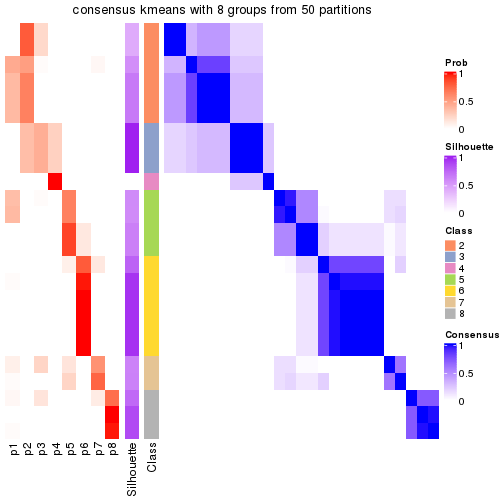 consensus kmeans with 8 groups from 50 partitions
Prob
1
0.5
0
Silhouette
1
0.5
0
Class
2
3
4
5
6
7
8
Consensus
1
0.5
0
p1
p2
p3
p4
p5
p6
p7
p8
Silhouette
Class